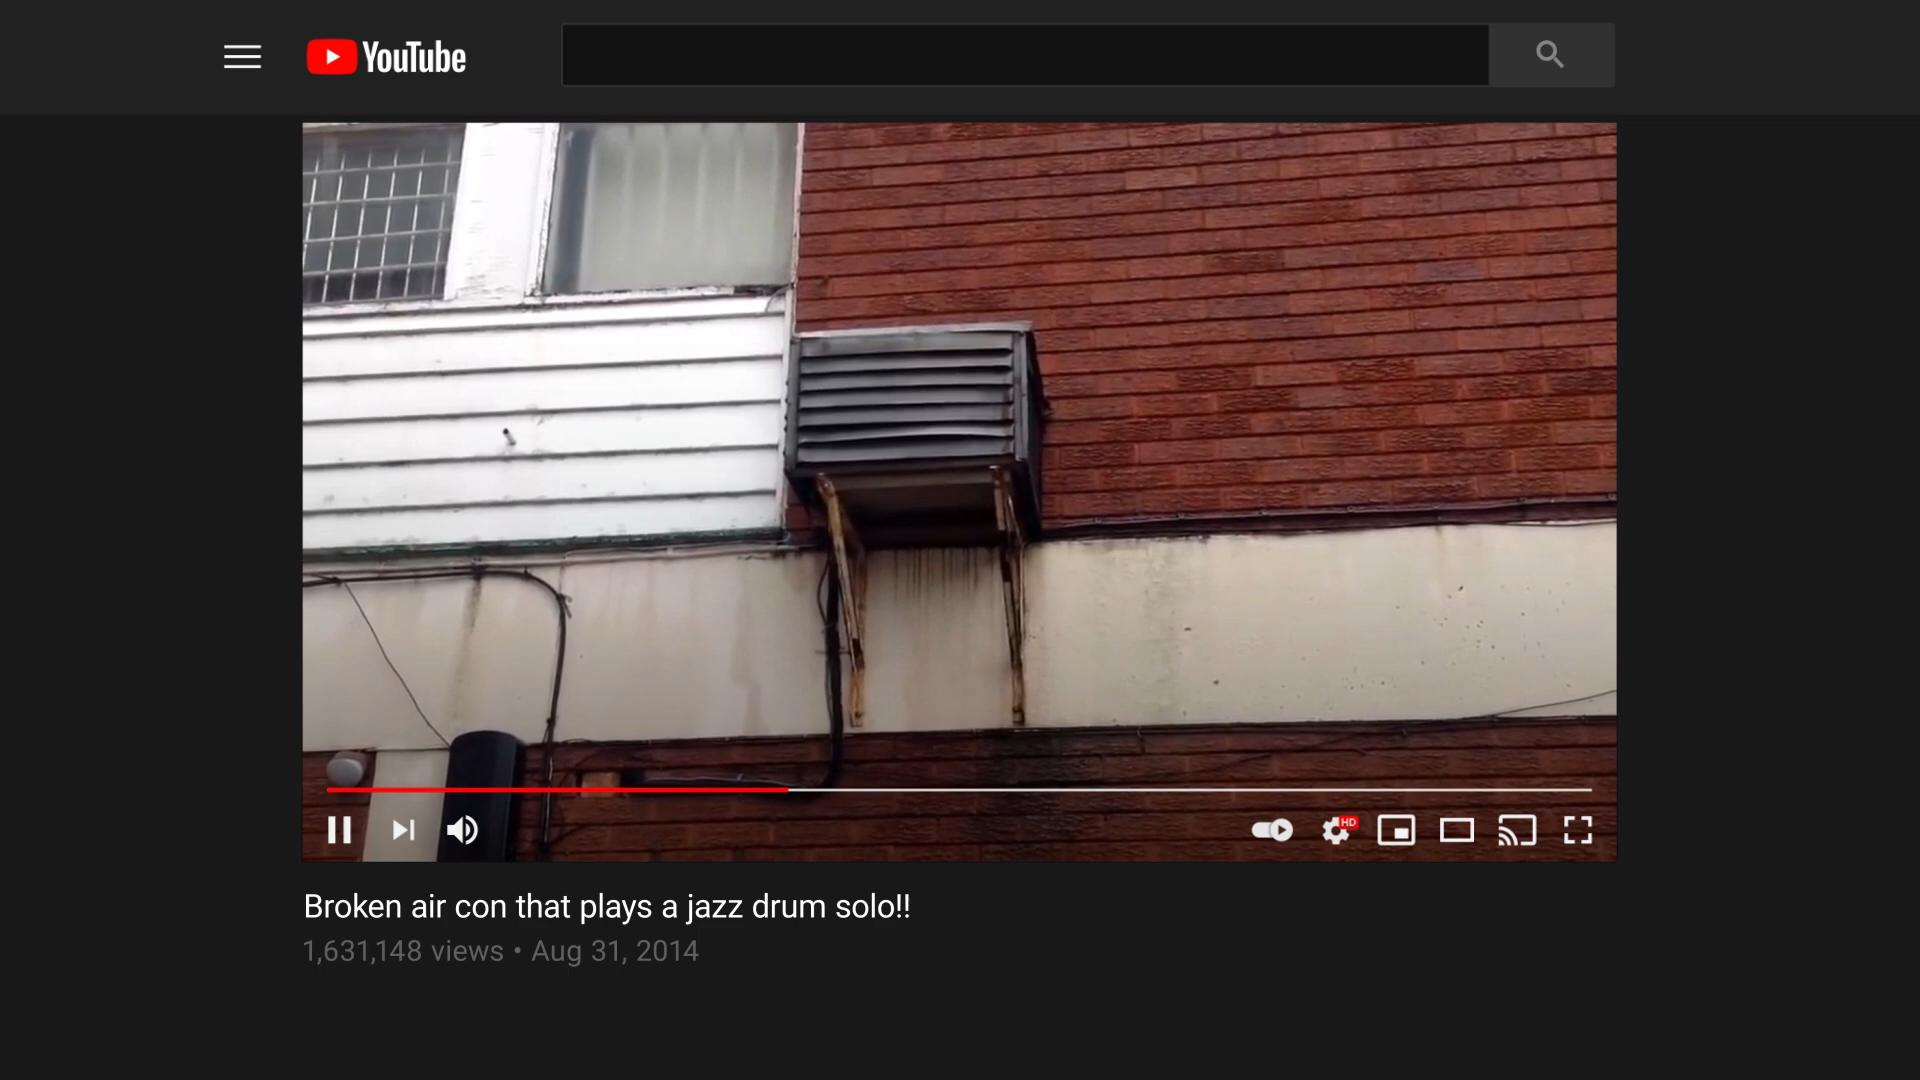 YouTube
HD
Broken air con that plays a jazz drum solo!!
1,631,148 views • Aug 31, 2014